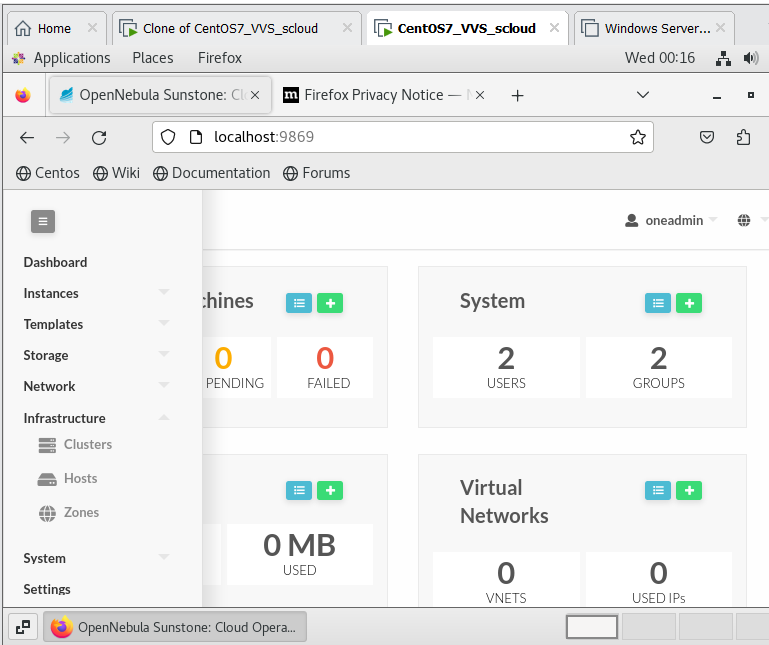 Home
Clone of CentOS7_VVS_scloud
CentOS7_VVS_scloud
Windows Server...
Applications Places Firefox
Wed 00:16
OpenNebula Sunstone: Cl
Firefox Privacy Notice —
localhost:9869
Centos Wiki Documentation Forums
oneadmin
Dashboard
Instances
Templates
Storage
Network
Infrastructure
Clusters
Hosts
Zones
System
Settings
chines
0
PENDING
0
FAILED
System
2
USERS
2
GROUPS
0 MB
USED
Virtual
Networks
0
VNETS
0
USED IPs
OpenNebula Sunstone: Cloud Opera...